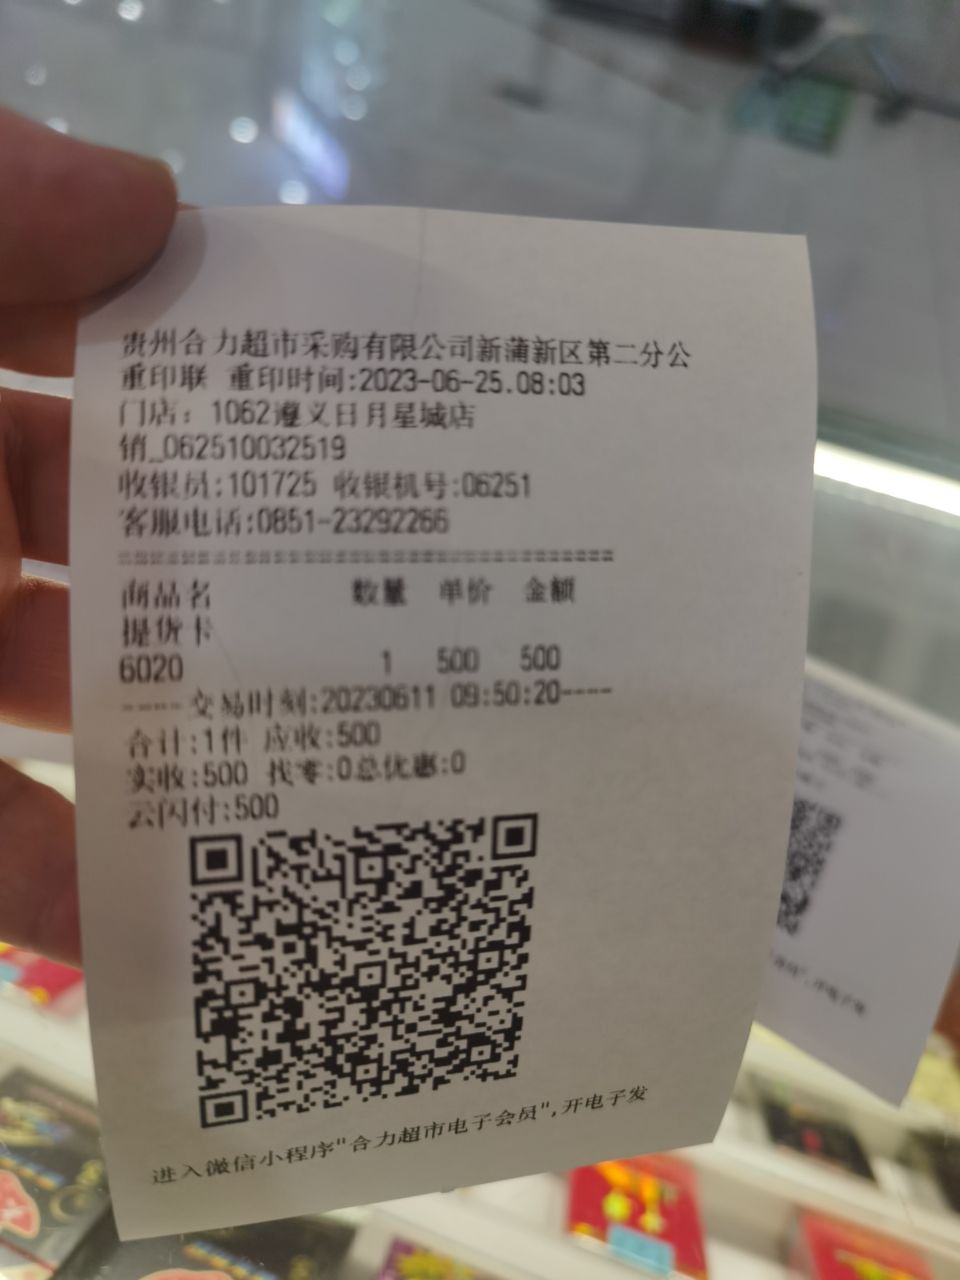 贵州合力超市采购有限公司新蒲新区第二分公
重印联 重印时间:2023-06-25.08:03
门店: 1062遵义日月星城店
销_062510032519
收银员:101725 收银机号:06251
客服电话:0851-23292266
==========================================
商品名 数量 单价 金额
提货卡
6020 1 500 500
----交易时刻:20230611 09:50:20----
合计:1件 应收:500
实收:500 找零:0总优惠:0
云闪付:500
进入微信小程序"合力超市电子会员",开电子发